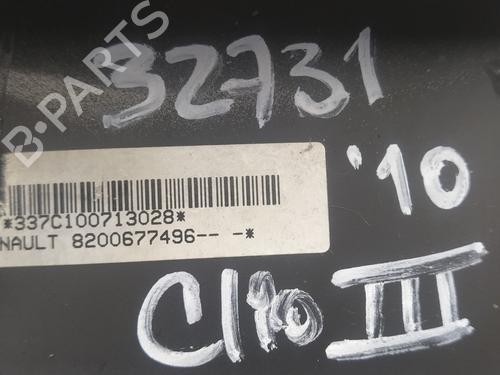 32731
B-PARTS
'10
*337C100713028*
NAULT 8200677496-- -*
Clio III